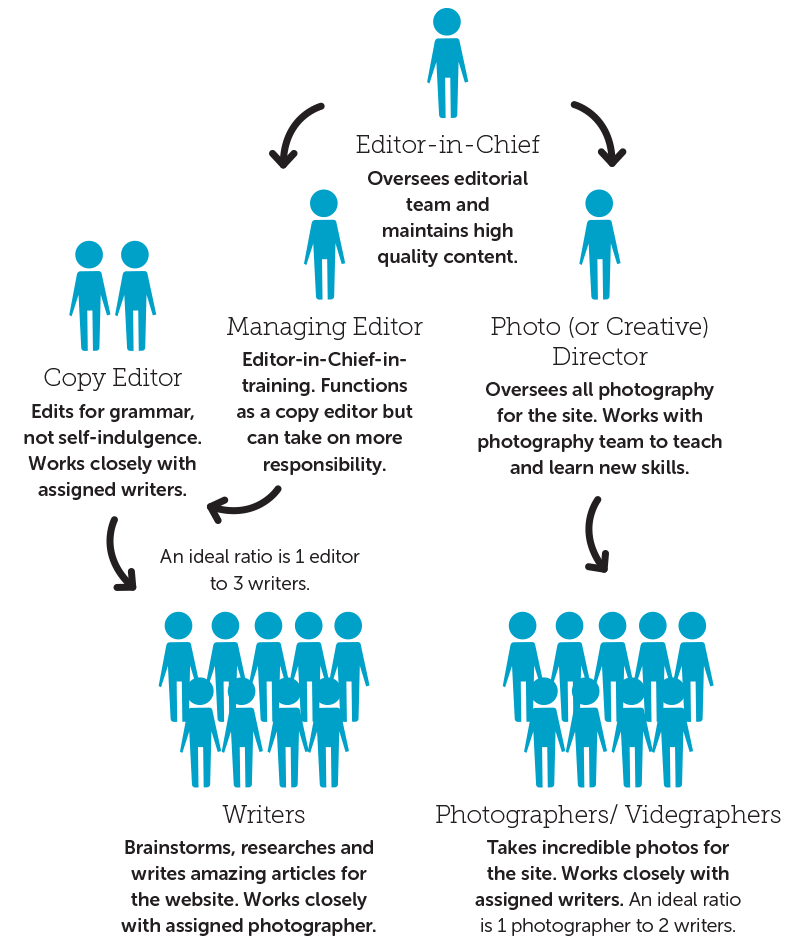 Editor-in-Chief
Oversees editorial
team and
maintains high
quality content.
Managing Editor
Editor-in-Chief-in-
training. Functions
as a copy editor but
can take on more
responsibility.
Photo (or Creative)
Director
Oversees all photography
for the site. Works with
photography team to teach
and learn new skills.
Copy Editor
Edits for grammar,
not self-indulgence.
Works closely with
assigned writers.
An ideal ratio is 1 editor
to 3 writers.
Writers
Brainstorms, researches and
writes amazing articles for
the website. Works closely
with assigned photographer.
Photographers/ Videgraphers
Takes incredible photos for
the site. Works closely with
assigned writers. An ideal ratio
is 1 photographer to 2 writers.